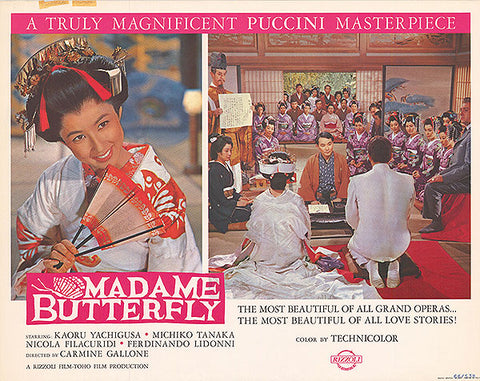 A TRULY MAGNIFICENT PUCCINI MASTERPIECE
MADAME
BUTTERFLY
STARRING KAORU YACHIGUSA • MICHIKO TANAKA
NICOLA FILACURIDI • FERDINANDO LIDONNI
DIRECTED BY CARMINE GALLONE
A RIZZOLI FILM-TOHO FILM PRODUCTION
THE MOST BEAUTIFUL OF ALL GRAND OPERAS...
THE MOST BEAUTIFUL OF ALL LOVE STORIES!
COLOR BY TECHNICOLOR
RIZZOLI